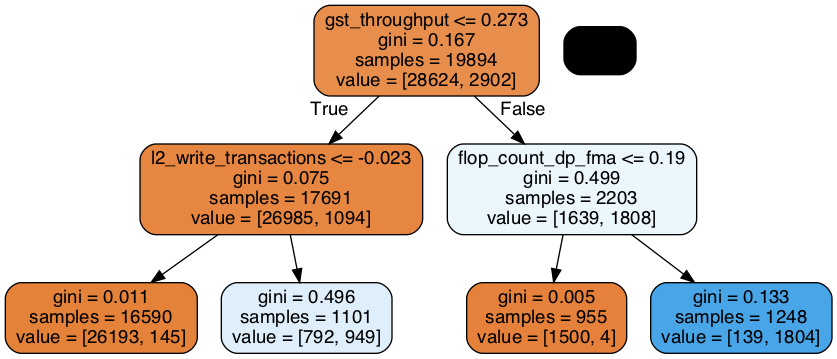 gst_throughput <= 0.273
gini = 0.167
samples = 19894
value = [28624, 2902]
True
False
l2_write_transactions <= -0.023
gini = 0.075
samples = 17691
value = [26985, 1094]
flop_count_dp_fma <= 0.19
gini = 0.499
samples = 2203
value = [1639, 1808]
gini = 0.011
samples = 16590
value = [26193, 145]
gini = 0.496
samples = 1101
value = [792, 949]
gini = 0.005
samples = 955
value = [1500, 4]
gini = 0.133
samples = 1248
value = [139, 1804]